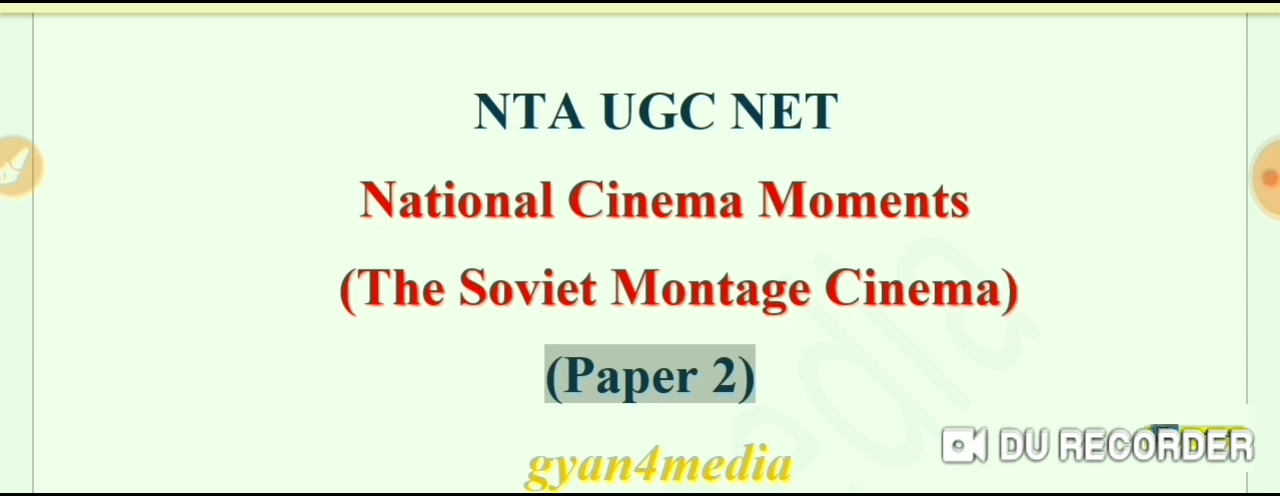 NTA UGC NET
National Cinema Moments
(The Soviet Montage Cinema)
(Paper 2)
gyan4media
DU RECORDER